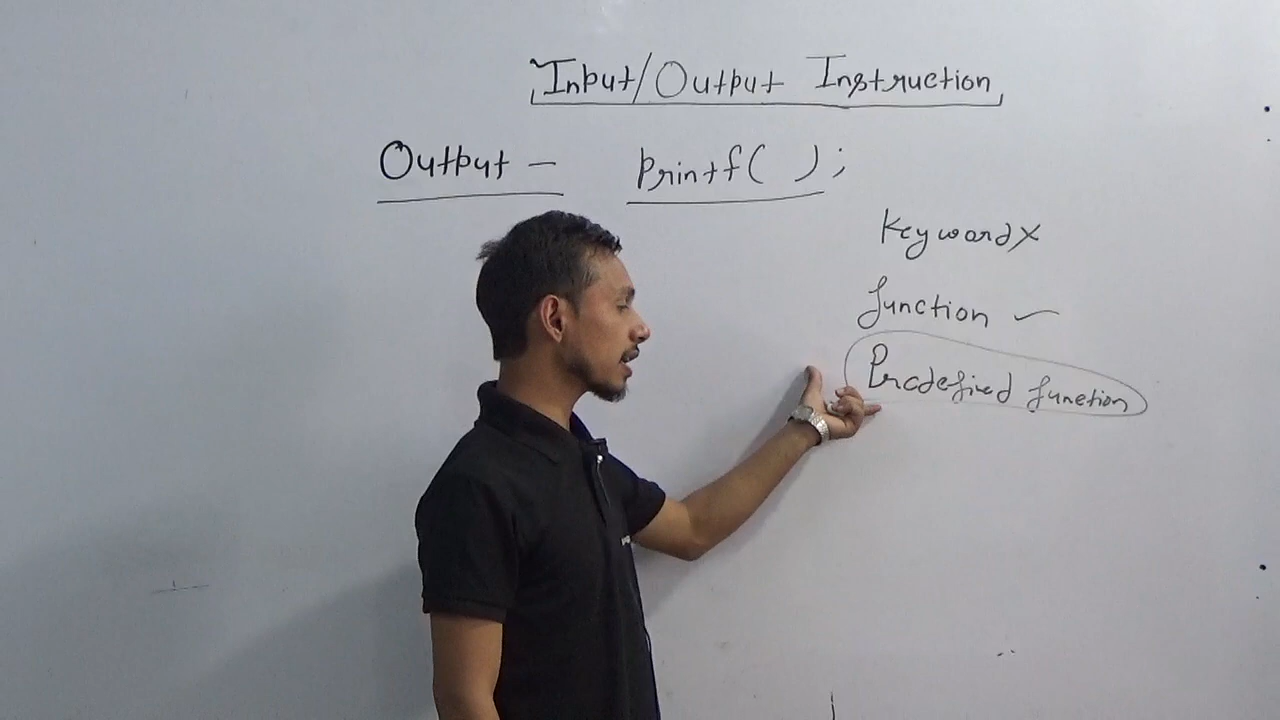 Input/Output Instruction
Output - Printf( );
Keyword X
function ✓
Predefined function